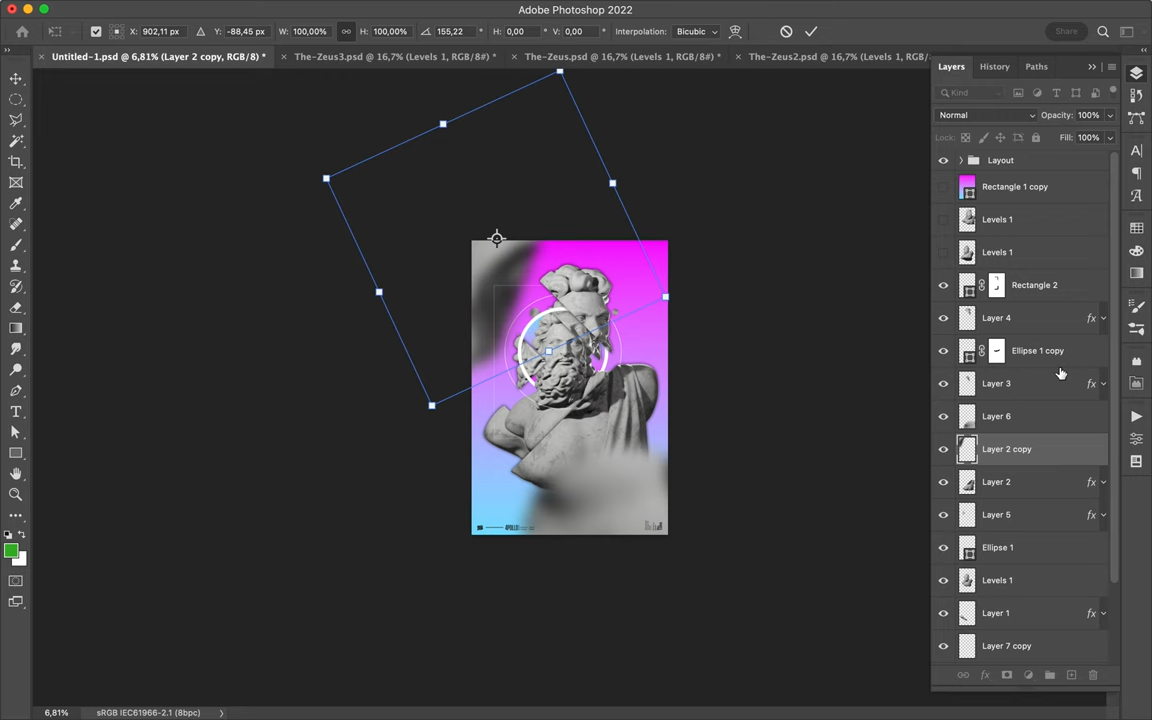 Adobe Photoshop 2022
X: 902,11 px Y: -88,45 px W: 100,00% H: 100,00% 155,22 ° H: 0,00 ° V: 0,00 ° Interpolation: Bicubic Share
Untitled-1.psd @ 6,81% (Layer 2 copy, RGB/8) * The-Zeus3.psd @ 16,7% (Levels 1, RGB/8#) * The-Zeus.psd @ 16,7% (Levels 1, RGB/8#) * The-Zeus2.psd @ 16,7% (Levels 1, RGB/8
Layers History Paths
Kind
Normal Opacity: 100%
Lock: Fill: 100%
Layout
Rectangle 1 copy
Levels 1
Levels 1
Rectangle 2
Layer 4 fx
Ellipse 1 copy
Layer 3 fx
Layer 6
Layer 2 copy
Layer 2 fx
Layer 5 fx
Ellipse 1
Levels 1
Layer 1 fx
Layer 7 copy
APOLLO
fx
6,81% sRGB IEC61966-2.1 (8bpc)